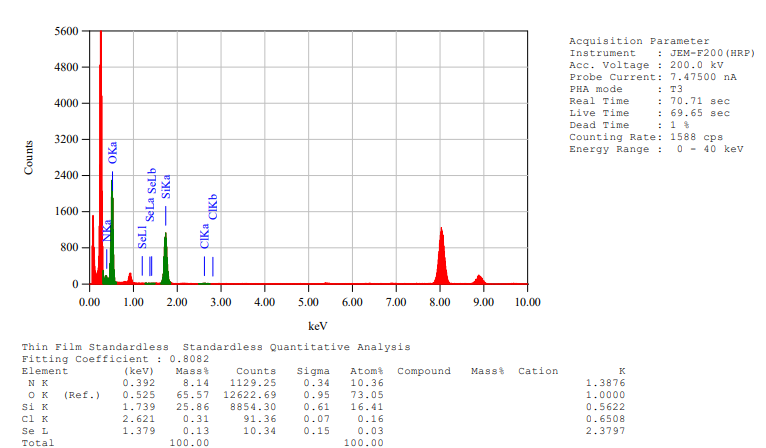 5600
4800
4000
3200
2400
1600
800
0
Counts
NKa
OKa
SeLl
SeLa
SeLb
SiKa
ClKa
ClKb
0.00 1.00 2.00 3.00 4.00 5.00 6.00 7.00 8.00 9.00 10.00
keV
Acquisition Parameter
Instrument : JEM-F200(HRP)
Acc. Voltage : 200.0 kV
Probe Current: 7.47500 nA
PHA mode : T3
Real Time : 70.71 sec
Live Time : 69.65 sec
Dead Time : 1 %
Counting Rate: 1588 cps
Energy Range : 0 - 40 keV
Thin Film Standardless Standardless Quantitative Analysis
Fitting Coefficient : 0.8082
Element (keV) Mass% Counts Sigma Atom% Compound Mass% Cation K
N K 0.392 8.14 1129.25 0.34 10.36 1.3876
O K (Ref.) 0.525 65.57 12622.69 0.95 73.05 1.0000
Si K 1.739 25.86 8854.30 0.61 16.41 0.5622
Cl K 2.621 0.31 91.36 0.07 0.16 0.6508
Se L 1.379 0.13 10.34 0.15 0.03 2.3797
Total 100.00 100.00